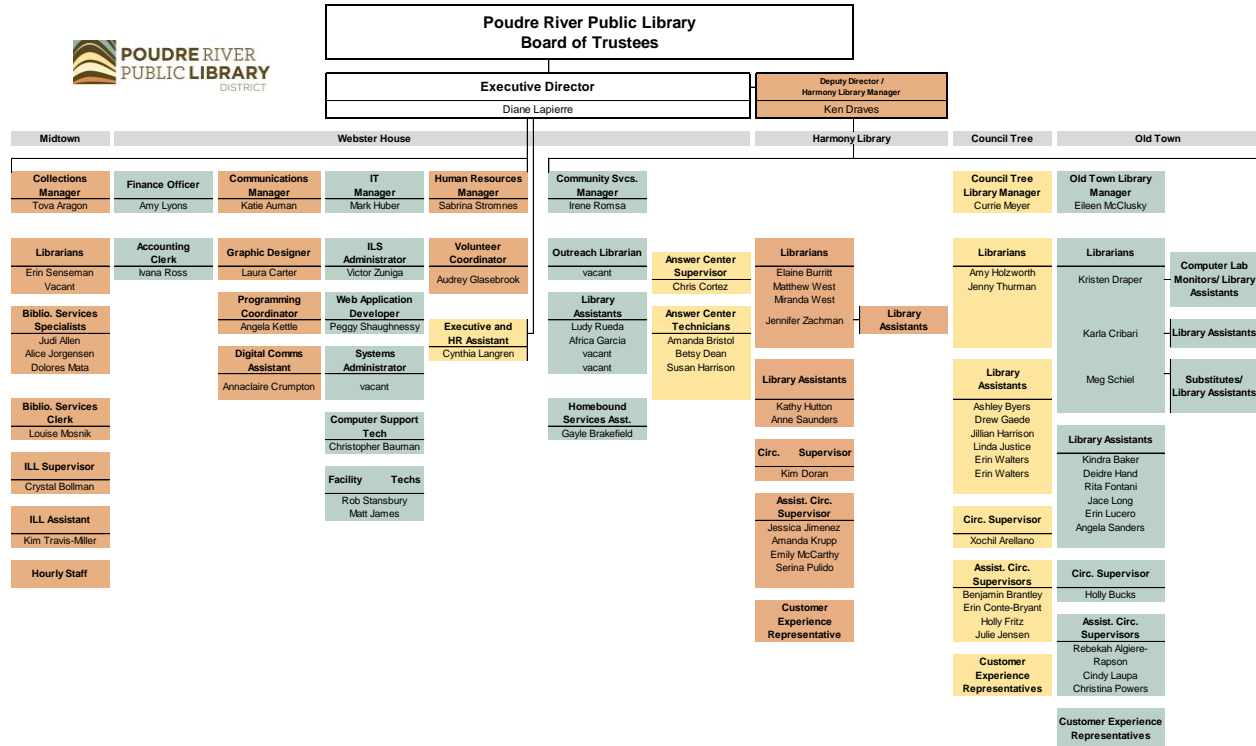 Poudre River Public Library
Board of Trustees
POUDRE RIVER
PUBLIC LIBRARY
DISTRICT
Executive Director
Diane Lapierre
Deputy Director /
Harmony Library Manager
Ken Draves
Midtown
Webster House
Harmony Library
Council Tree
Old Town
Collections
Manager
Tova Aragon
Finance Officer
Amy Lyons
Communications
Manager
Katie Auman
IT
Manager
Mark Huber
Human Resources
Manager
Sabrina Stromnes
Community Svcs.
Manager
Irene Romsa
Council Tree
Library Manager
Currie Meyer
Old Town Library
Manager
Eileen McClusky
Librarians
Erin Senseman
Vacant
Biblio. Services
Specialists
Judi Allen
Alice Jorgensen
Dolores Mata
Biblio. Services
Clerk
Louise Mosnik
ILL Supervisor
Crystal Bollman
ILL Assistant
Kim Travis-Miller
Hourly Staff
Accounting
Clerk
Ivana Ross
Graphic Designer
Laura Carter
Programming
Coordinator
Angela Kettle
Digital Comms
Assistant
Annaclaire Crumpton
ILS
Administrator
Victor Zuniga
Web Application
Developer
Peggy Shaughnessy
Systems
Administrator
vacant
Computer Support
Tech
Christopher Bauman
Facility Techs
Rob Stansbury
Matt James
Volunteer
Coordinator
Audrey Glasebrook
Executive and
HR Assistant
Cynthia Langren
Outreach Librarian
vacant
Library
Assistants
Ludy Rueda
Africa Garcia
vacant
vacant
Homebound
Services Asst.
Gayle Brakefield
Answer Center
Supervisor
Chris Cortez
Answer Center
Technicians
Amanda Bristol
Betsy Dean
Susan Harrison
Librarians
Elaine Burritt
Matthew West
Miranda West
Jennifer Zachman
Library
Assistants
Library Assistants
Kathy Hutton
Anne Saunders
Circ. Supervisor
Kim Doran
Assist. Circ.
Supervisor
Jessica Jimenez
Amanda Krupp
Emily McCarthy
Serina Pulido
Customer
Experience
Representative
Librarians
Amy Holzworth
Jenny Thurman
Library
Assistants
Ashley Byers
Drew Gaede
Jillian Harrison
Linda Justice
Erin Walters
Erin Walters
Circ. Supervisor
Xochil Arellano
Assist. Circ.
Supervisors
Benjamin Brantley
Erin Conte-Bryant
Holly Fritz
Julie Jensen
Customer
Experience
Representatives
Librarians
Kristen Draper
Karla Cribari
Meg Schiel
Computer Lab
Monitors/ Library
Assistants
Library Assistants
Substitutes/
Library Assistants
Library Assistants
Kindra Baker
Deidre Hand
Rita Fontani
Jace Long
Erin Lucero
Angela Sanders
Circ. Supervisor
Holly Bucks
Assist. Circ.
Supervisors
Rebekah Algiere-
Rapson
Cindy Laupa
Christina Powers
Customer Experience
Representatives